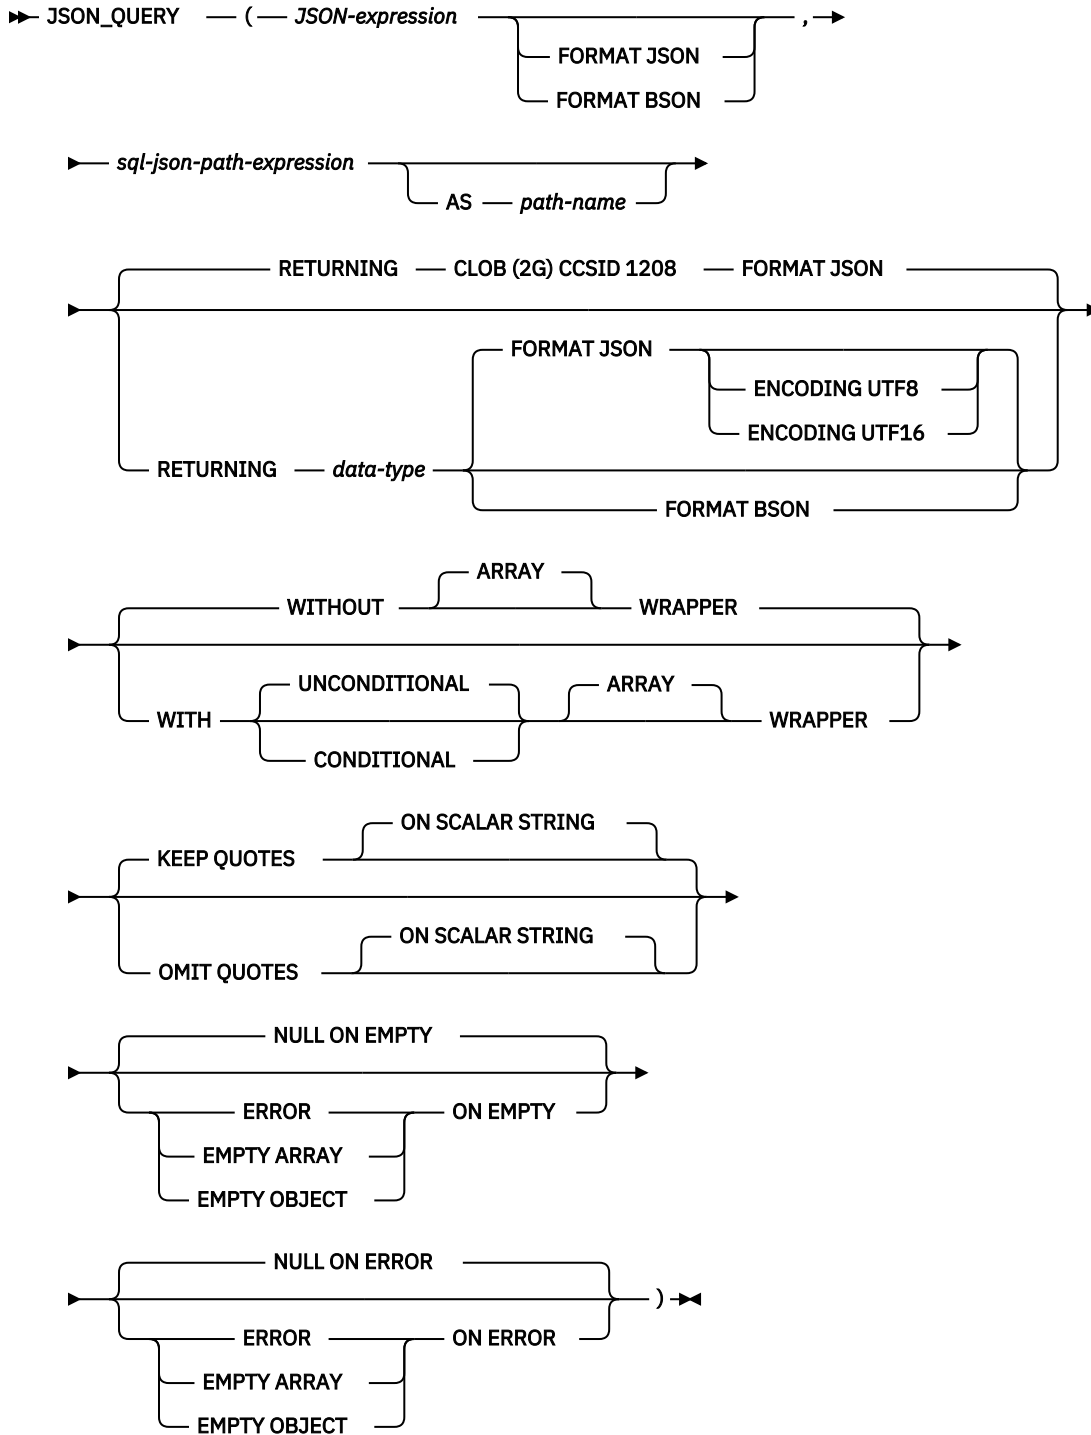 JSON_QUERY ( JSON-expression ,
FORMAT JSON
FORMAT BSON
sql-json-path-expression
AS path-name
RETURNING CLOB (2G) CCSID 1208 FORMAT JSON
FORMAT JSON
ENCODING UTF8
ENCODING UTF16
RETURNING data-type
FORMAT BSON
ARRAY
WITHOUT WRAPPER
UNCONDITIONAL ARRAY
WITH WRAPPER
CONDITIONAL
ON SCALAR STRING
KEEP QUOTES
ON SCALAR STRING
OMIT QUOTES
NULL ON EMPTY
ERROR ON EMPTY
EMPTY ARRAY
EMPTY OBJECT
NULL ON ERROR
)
ERROR ON ERROR
EMPTY ARRAY
EMPTY OBJECT